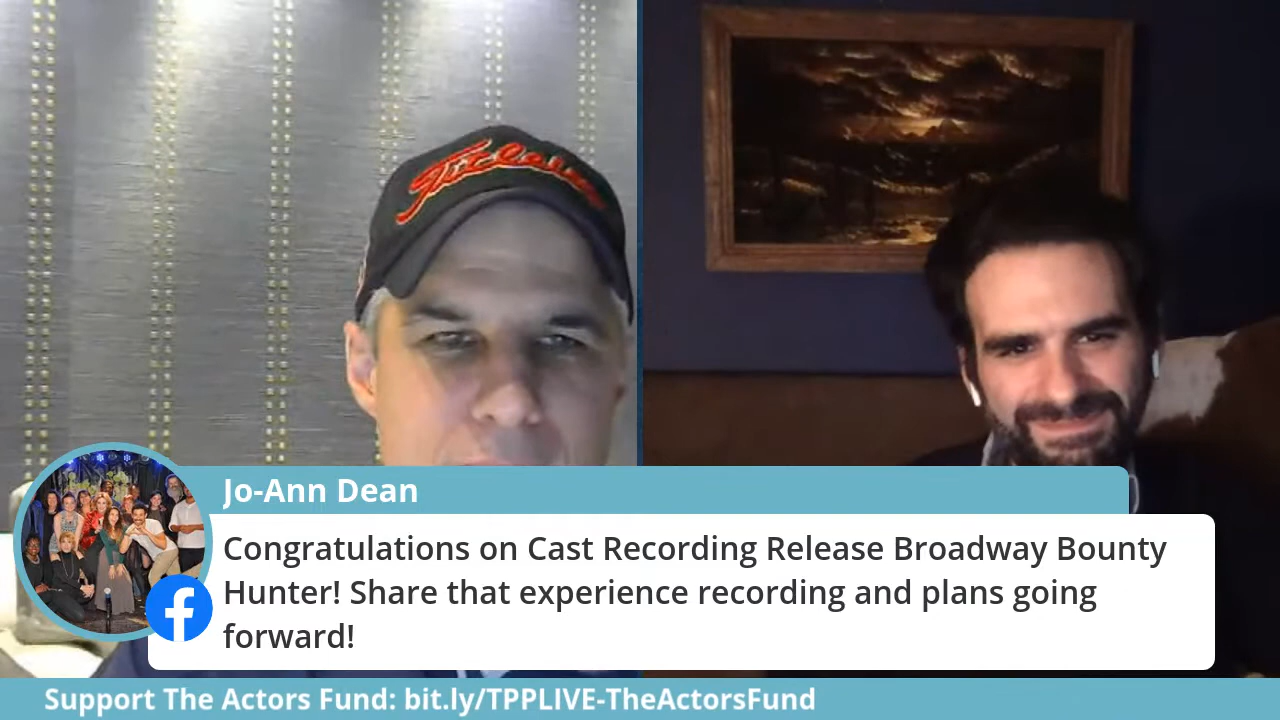 Titleist
Jo-Ann Dean
Congratulations on Cast Recording Release Broadway Bounty
Hunter! Share that experience recording and plans going
forward!
Support The Actors Fund: bit.ly/TPPLIVE-TheActorsFund